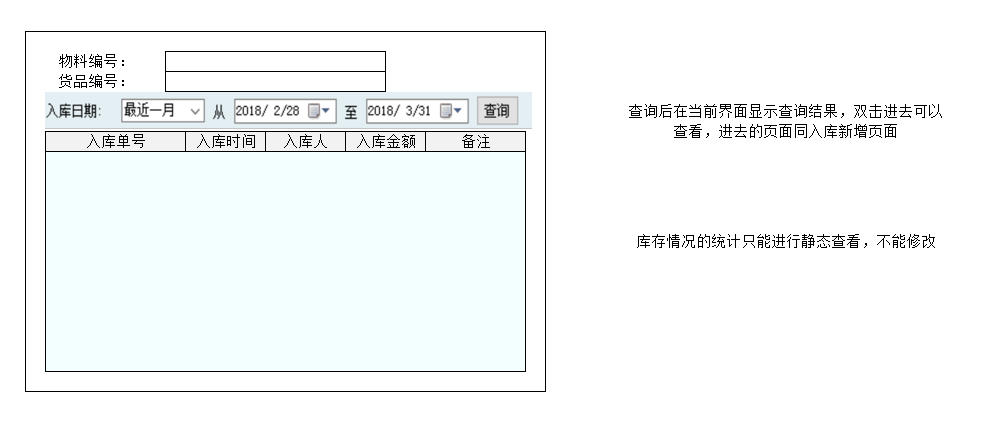 物料编号：
货品编号：
入库日期: 最近一月 从 2018/ 2/28 至 2018/ 3/31 查询
入库单号 入库时间 入库人 入库金额 备注
查询后在当前界面显示查询结果，双击进去可以
查看，进去的页面同入库新增页面
库存情况的统计只能进行静态查看，不能修改